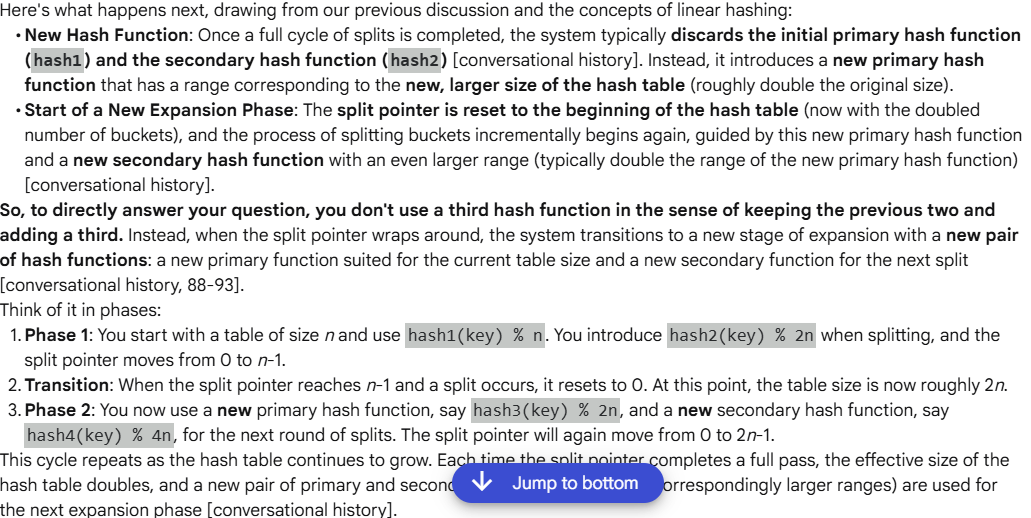 Here's what happens next, drawing from our previous discussion and the concepts of linear hashing:
• New Hash Function: Once a full cycle of splits is completed, the system typically discards the initial primary hash function
(hash1) and the secondary hash function (hash2) [conversational history]. Instead, it introduces a new primary hash
function that has a range corresponding to the new, larger size of the hash table (roughly double the original size).
• Start of a New Expansion Phase: The split pointer is reset to the beginning of the hash table (now with the doubled
number of buckets), and the process of splitting buckets incrementally begins again, guided by this new primary hash function
and a new secondary hash function with an even larger range (typically double the range of the new primary hash function)
[conversational history].
So, to directly answer your question, you don't use a third hash function in the sense of keeping the previous two and
adding a third. Instead, when the split pointer wraps around, the system transitions to a new stage of expansion with a new pair
of hash functions: a new primary function suited for the current table size and a new secondary function for the next split
[conversational history, 88-93].
Think of it in phases:
1. Phase 1: You start with a table of size n and use hash1(key) % n. You introduce hash2(key) % 2n when splitting, and the
split pointer moves from 0 to n-1.
2. Transition: When the split pointer reaches n-1 and a split occurs, it resets to 0. At this point, the table size is now roughly 2n.
3. Phase 2: You now use a new primary hash function, say hash3(key) % 2n, and a new secondary hash function, say
hash4(key) % 4n, for the next round of splits. The split pointer will again move from 0 to 2n-1.
This cycle repeats as the hash table continues to grow. Each time the split pointer completes a full pass, the effective size of the
hash table doubles, and a new pair of primary and second Jump to bottom orrespondingly larger ranges) are used for
the next expansion phase [conversational history].